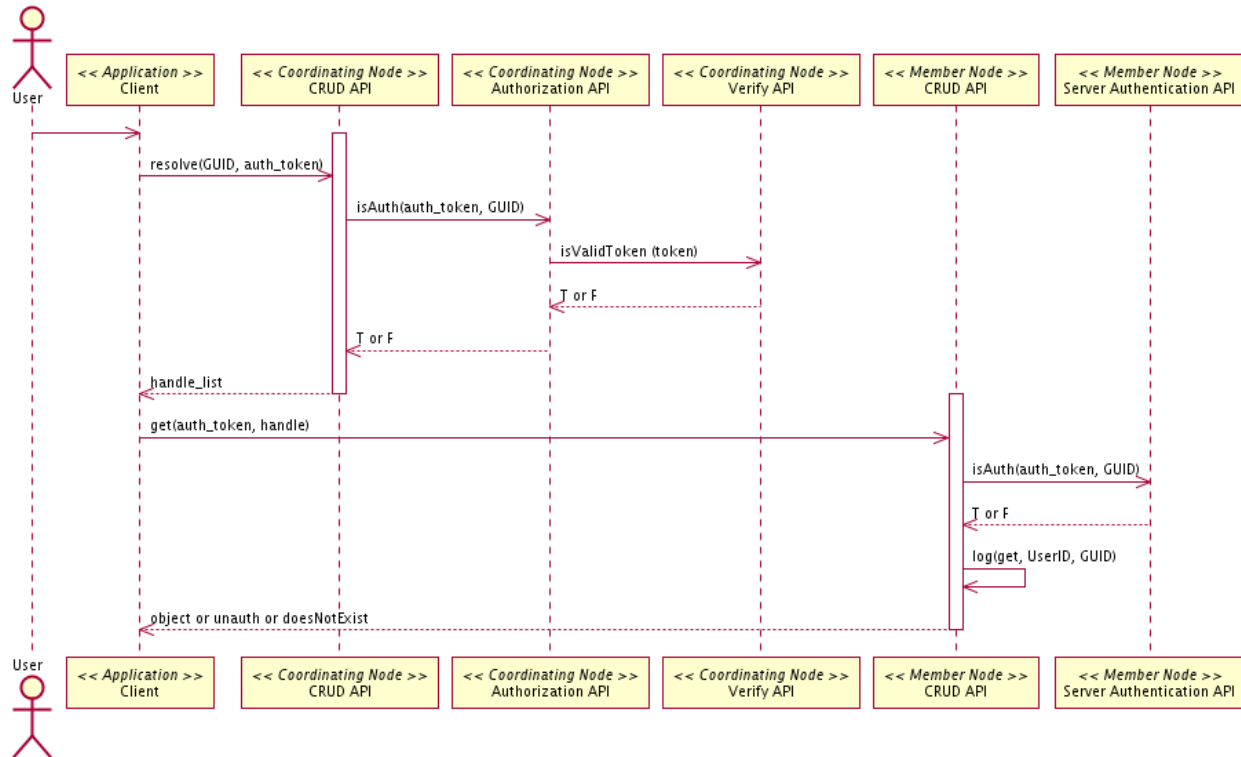 << Application >>
Client
<< Coordinating Node >>
CRUD API
<< Coordinating Node >>
Authorization API
<< Coordinating Node >>
Verify API
<< Member Node >>
CRUD API
<< Member Node >>
Server Authentication API
User
resolve(GUID, auth_token)
isAuth(auth_token, GUID)
isValidToken (token)
T or F
T or F
handle_list
get(auth_token, handle)
isAuth(auth_token, GUID)
T or F
log(get, UserID, GUID)
object or unauth or doesNotExist
User
<< Application >>
Client
<< Coordinating Node >>
CRUD API
<< Coordinating Node >>
Authorization API
<< Coordinating Node >>
Verify API
<< Member Node >>
CRUD API
<< Member Node >>
Server Authentication API